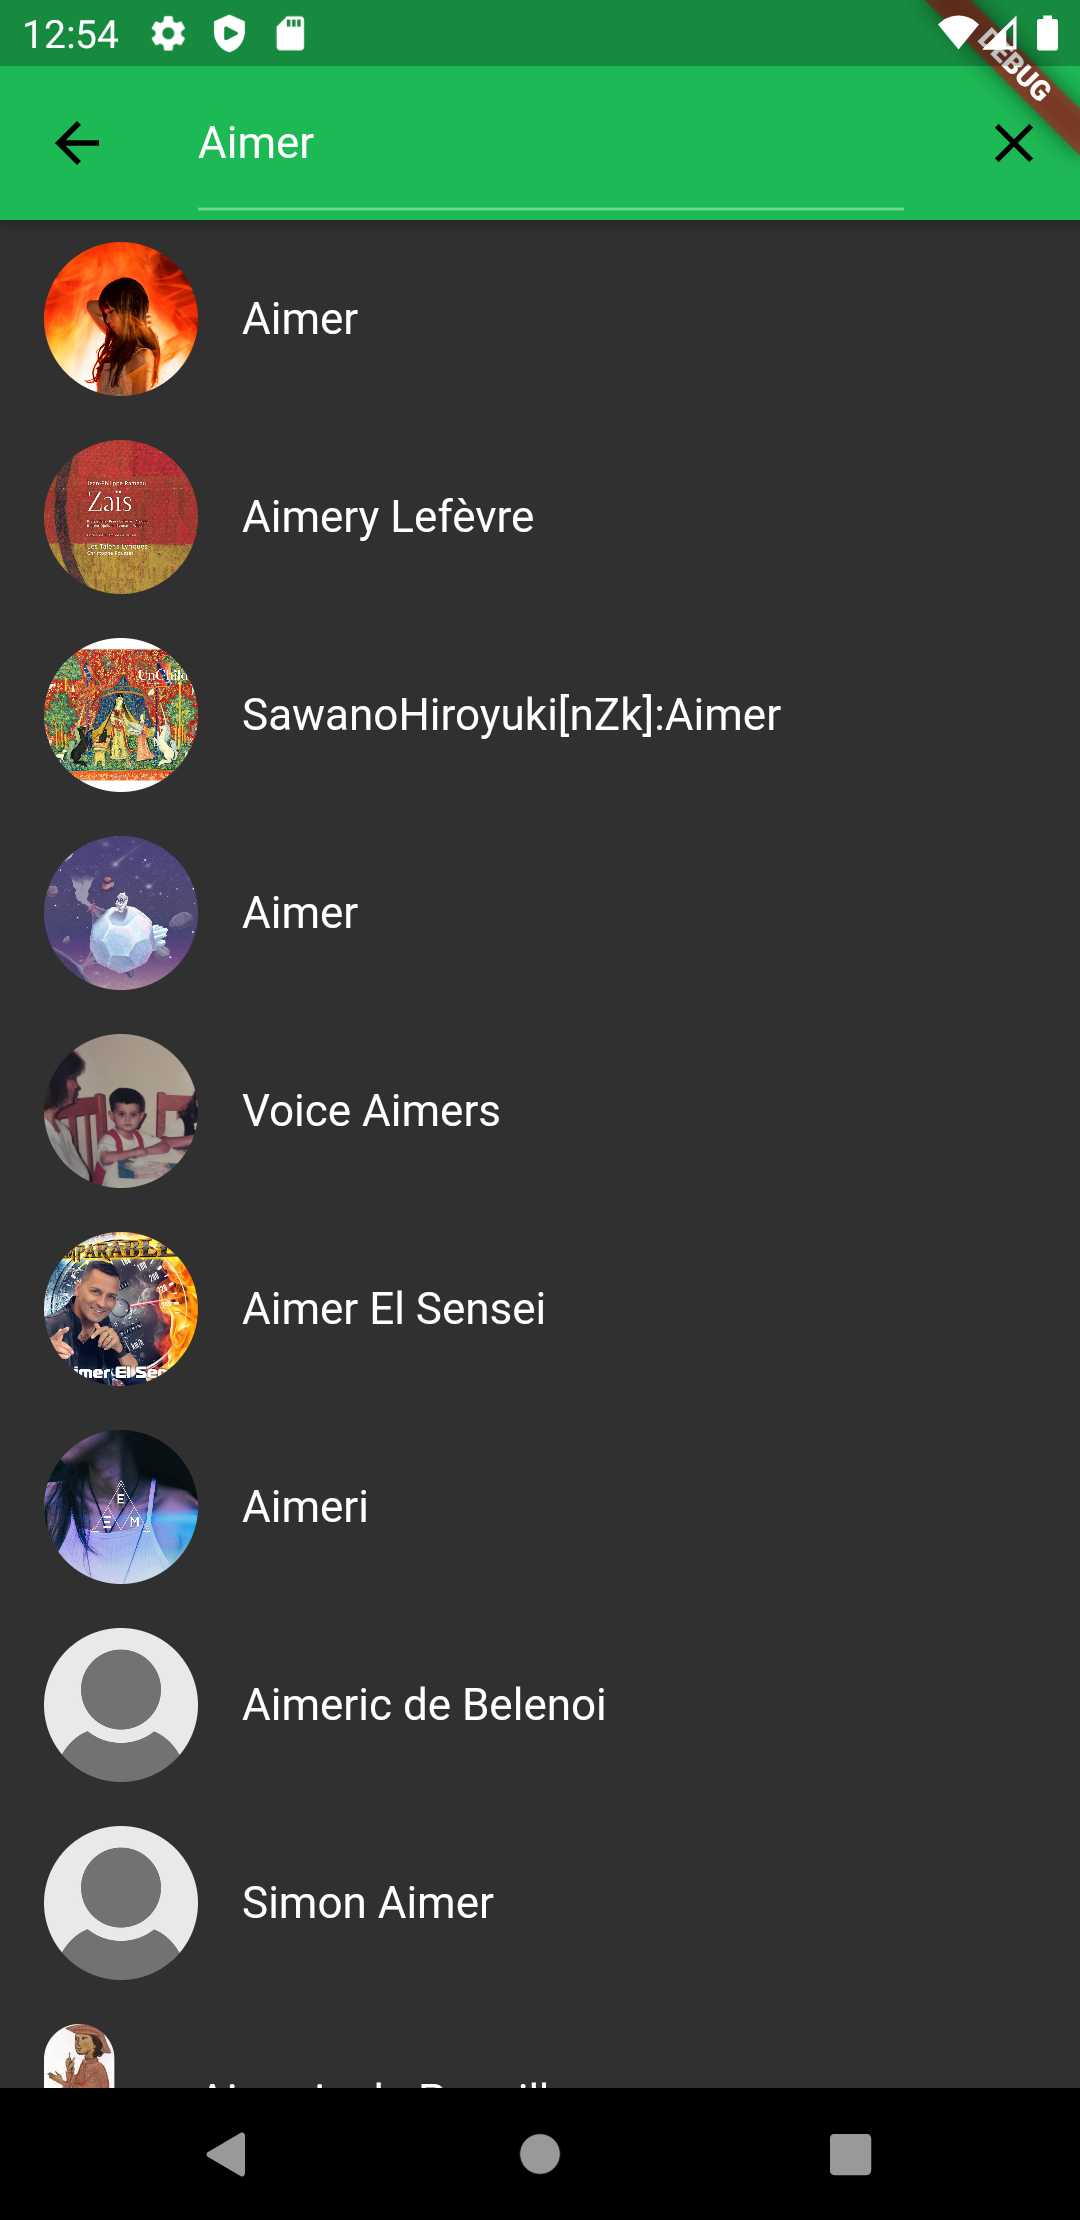 12:54
DEBUG
Aimer
Aimer
Zaïs
Aimery Lefèvre
UnChild
SawanoHiroyuki[nZk]:Aimer
Aimer
Voice Aimers
Aimer El Sensei
E
E M
Aimeri
Aimeric de Belenoi
Simon Aimer